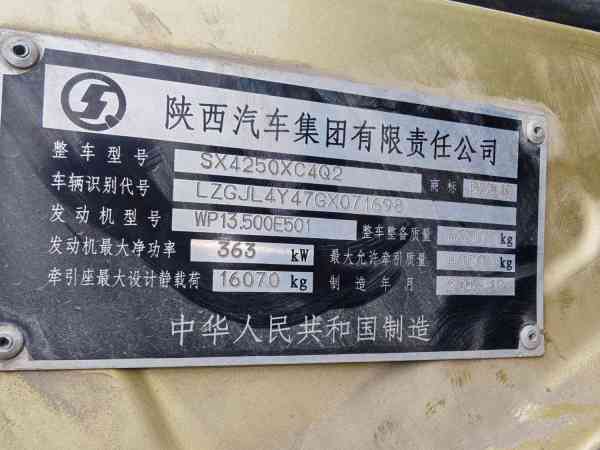 陕西汽车集团有限责任公司
整车型号 SX4250XC4Q2 商标
车辆识别代号 LZGJL4Y47GX071698
发动机型号 WP13.500E501 整车整备质量 kg
发动机最大净功率 363 kW 最大允许牵引质量 kg
牵引座最大设计静载荷 16070 kg 制造年月
中华人民共和国制造